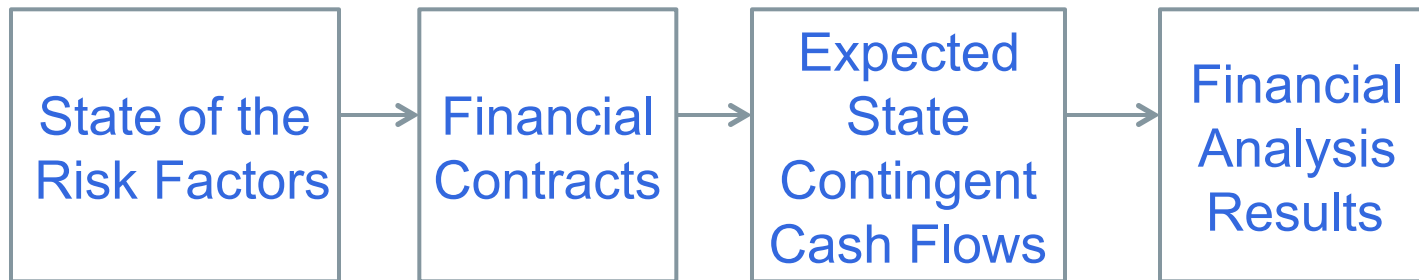 State of the
Risk Factors
Financial
Contracts
Expected
State
Contingent
Cash Flows
Financial
Analysis
Results